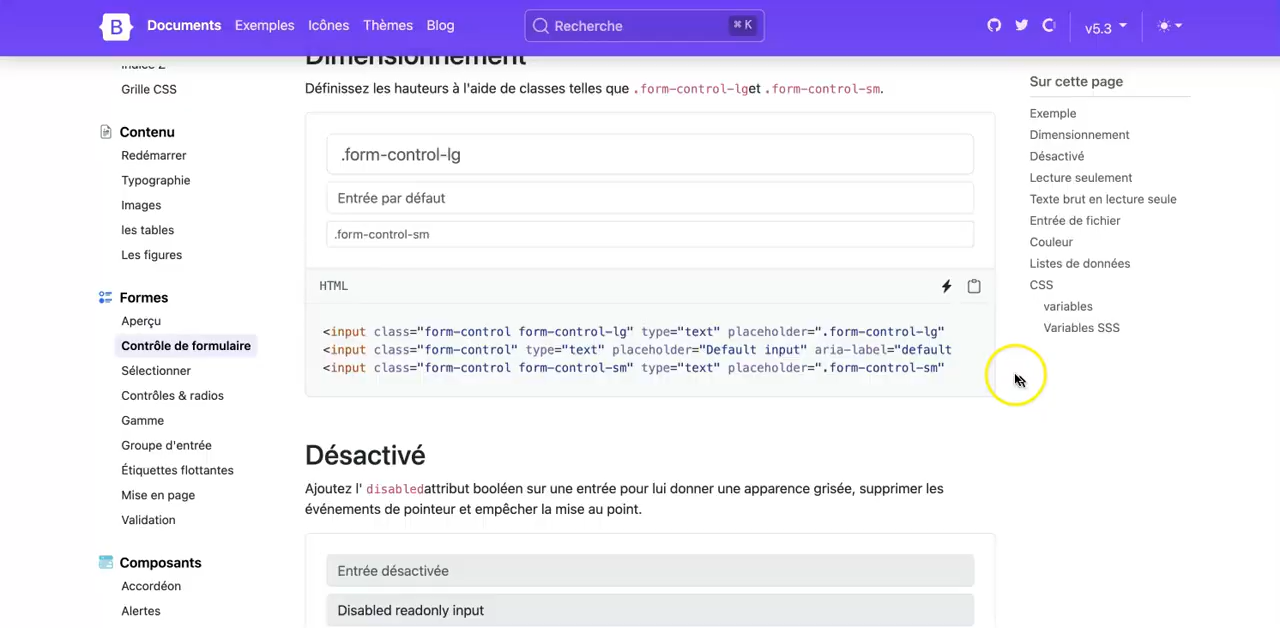 B Documents Exemples Icônes Thèmes Blog Recherche ⌘ K v5.3
Grille CSS
Contenu
Redémarrer
Typographie
Images
les tables
Les figures
Formes
Aperçu
Contrôle de formulaire
Sélectionner
Contrôles & radios
Gamme
Groupe d'entrée
Étiquettes flottantes
Mise en page
Validation
Composants
Accordéon
Alertes
Dimensionnement
Définissez les hauteurs à l'aide de classes telles que .form-control-lget .form-control-sm.
.form-control-lg
Entrée par défaut
.form-control-sm
HTML
<input class="form-control form-control-lg" type="text" placeholder=".form-control-lg"
<input class="form-control" type="text" placeholder="Default input" aria-label="default
<input class="form-control form-control-sm" type="text" placeholder=".form-control-sm"
Désactivé
Ajoutez l' disabledattribut booléen sur une entrée pour lui donner une apparence grisée, supprimer les
événements de pointeur et empêcher la mise au point.
Entrée désactivée
Disabled readonly input
Sur cette page
Exemple
Dimensionnement
Désactivé
Lecture seulement
Texte brut en lecture seule
Entrée de fichier
Couleur
Listes de données
CSS
variables
Variables SSS